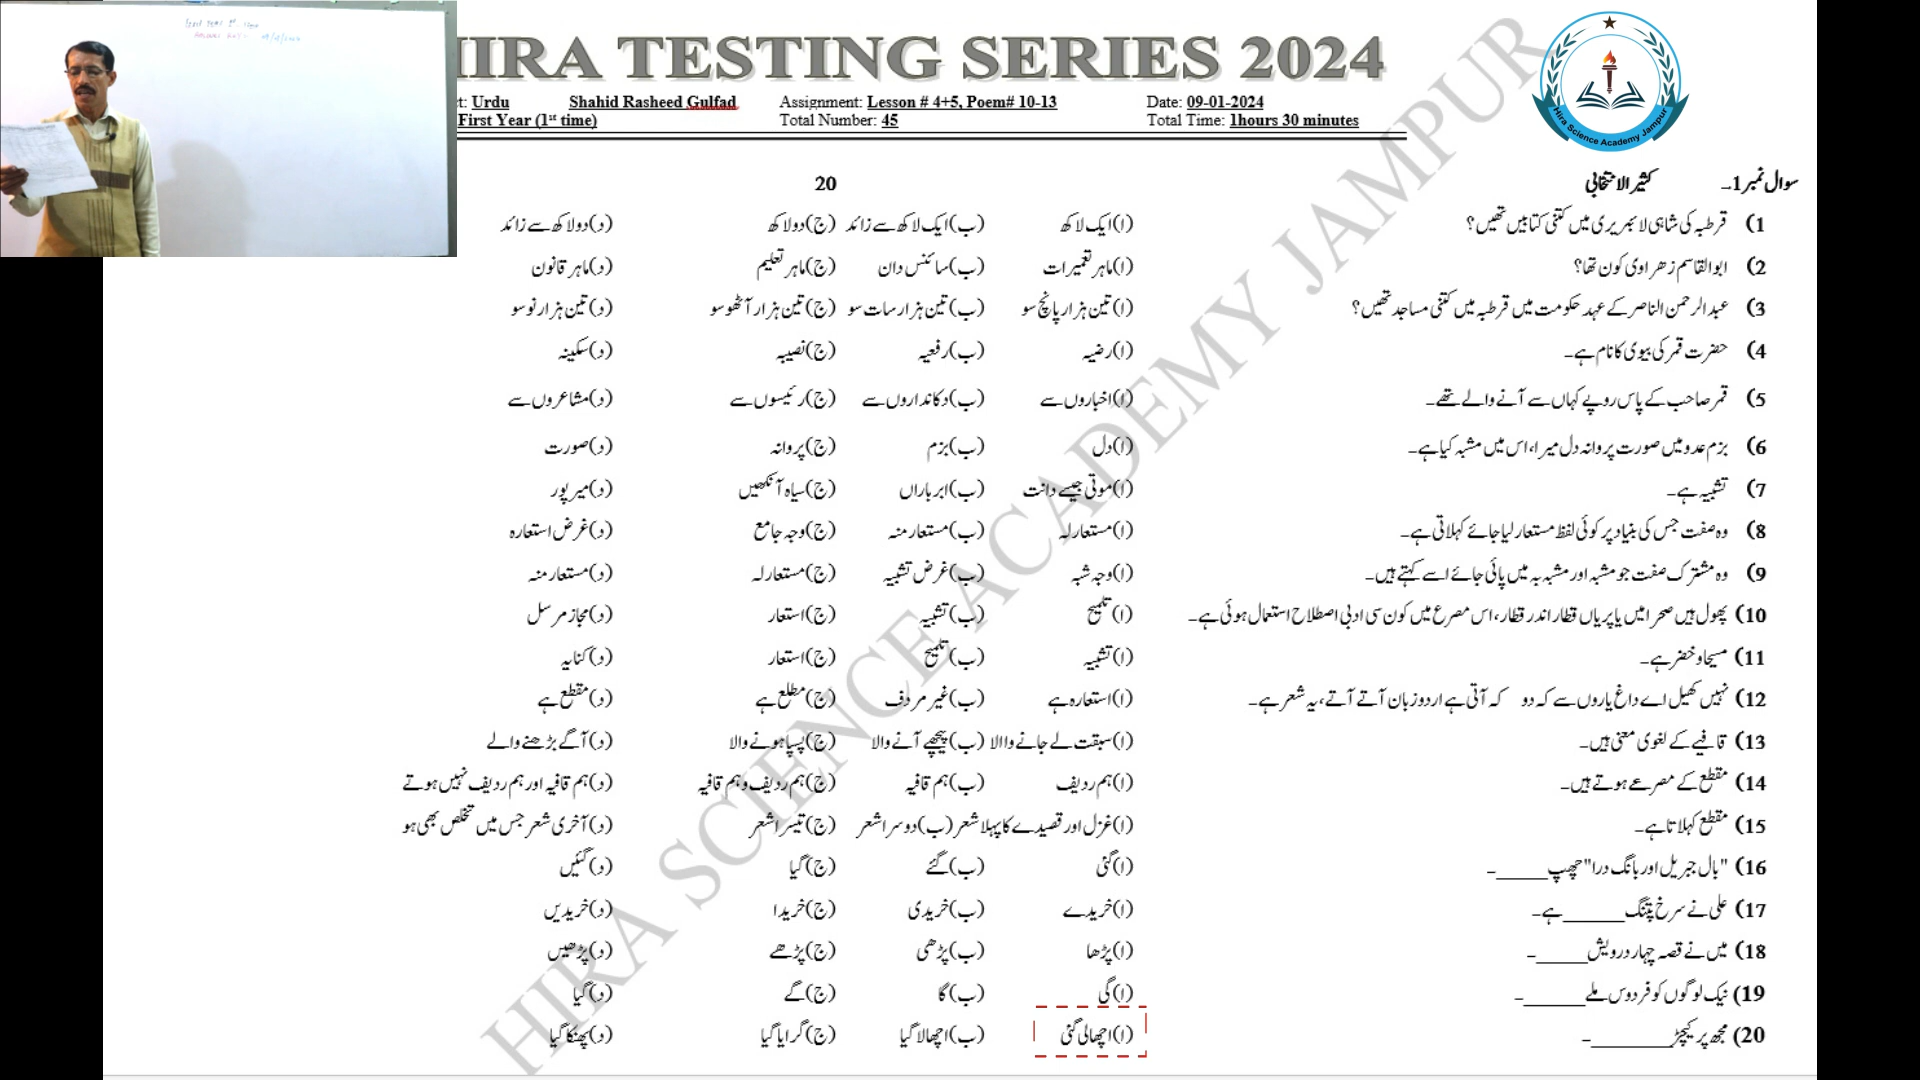 HIRA TESTING SERIES 2024
Urdu Shahid Rasheed Gulfad Assignment: Lesson # 4+5, Poem# 10-13 Date: 09-01-2024
First Year (1st time) Total Number: 45 Total Time: 1hours 30 minutes
Hira Science Academy Jampur
سوال نمبر 1۔ کثیر الانتخابی 20
1) قرطبہ کی شاہی لائبریری میں کتنی کتابیں تھیں؟ (ا) ایک لاکھ (ب) ایک لاکھ سے زائد (ج) دولاکھ (د) دولاکھ سے زائد
2) ابوالقاسم زھراوی کون تھا؟ (ا) ماہر تعمیرات (ب) سائنس دان (ج) ماہر تعلیم (د) ماہر قانون
3) عبدالرحمن الناصر کے عہد حکومت میں قرطبہ میں کتنی مساجد تھیں؟ (ا) تین ہزار پانچ سو (ب) تین ہزار سات سو (ج) تین ہزار آٹھو سو (د) تین ہزار نو سو
4) حضرت قمر کی بیوی کا نام ہے۔ (ا) رضیہ (ب) رفعیہ (ج) نصیبہ (د) سکینہ
5) قمر صاحب کے پاس روپے کہاں سے آنے والے تھے۔ (ا) اخباروں سے (ب) دکانداروں سے (ج) رئیسوں سے (د) مشاعروں سے
6) بزم عدو میں صورت پروانہ دل میرا، اس میں مشبہ کیا ہے۔ (ا) دل (ب) بزم (ج) پروانہ (د) صورت
7) تشبیہ ہے۔ (ا) موتی جیسے دانت (ب) ابر باراں (ج) سیاہ آنکھیں (د) میر پور
8) وہ صفت جس کی بنیاد پر کوئی لفظ مستعار لیا جائے کہلاتی ہے۔ (ا) مستعار لہ (ب) مستعار منہ (ج) وجہ جامع (د) غرض استعارہ
9) وہ مشترک صفت جو مشبہ اور مشبہ بہ میں پائی جائے اسے کہتے ہیں۔ (ا) وجہ شبہ (ب) غرض تشبیہ (ج) مستعار لہ (د) مستعار منہ
10) پھول ہیں صحرا میں یا پریاں قطار اندر قطار، اس مصرع میں کون سی ادبی اصطلاح استعمال ہوئی ہے۔ (ا) تلمیح (ب) تشبیہ (ج) استعار (د) مجاز مرسل
11) مسیحا و خضر ہے۔ (ا) تشبیہ (ب) تلمیح (ج) استعار (د) کنایہ
12) نہیں کھیل اے داغ یاروں سے کہ دو کہ آتی ہے اردو زبان آتے آتے، یہ شعر ہے۔ (ا) استعارہ ہے (ب) غیر مردف (ج) مطلع ہے (د) مقطع ہے
13) قافیے کے لغوی معنی ہیں۔ (ا) سبقت لے جانے واالا (ب) پیچھے آنے والا (ج) پسپا ہونے والا (د) آگے بڑھنے والے
14) مقطع کے مصرعے ہوتے ہیں۔ (ا) ہم ردیف (ب) ہم قافیہ (ج) ہم ردیف و ہم قافیہ (د) ہم قافیہ اور ہم ردیف نہیں ہوتے
15) مقطع کہلاتا ہے۔ (ا) غزل اور قصیدے کا پہلا شعر (ب) دوسرا شعر (ج) تیسرا شعر (د) آخری شعر جس میں تخلص بھی ہو
16) "بال جبریل اور بانگ درا" چھپ _____۔ (ا) گئی (ب) گئے (ج) گیا (د) گئیں
17) علی نے سرخ پتنگ ______ ہے۔ (ا) خریدے (ب) خریدی (ج) خریدا (د) خریدیں
18) میں نے قصہ چہار درویش _____۔ (ا) پڑھا (ب) پڑھی (ج) پڑھے (د) پڑھیں
19) نیک لوگوں کو فردوس ملے ______۔ (ا) گی (ب) گا (ج) گے (د) گیا
20) مجھ پر کیچڑ ________۔ (ا) اچھالی گئی (ب) اچھالا گیا (ج) گرایا گیا (د) پھنکا گیا
HIRA SCIENCE ACADEMY JAMPUR